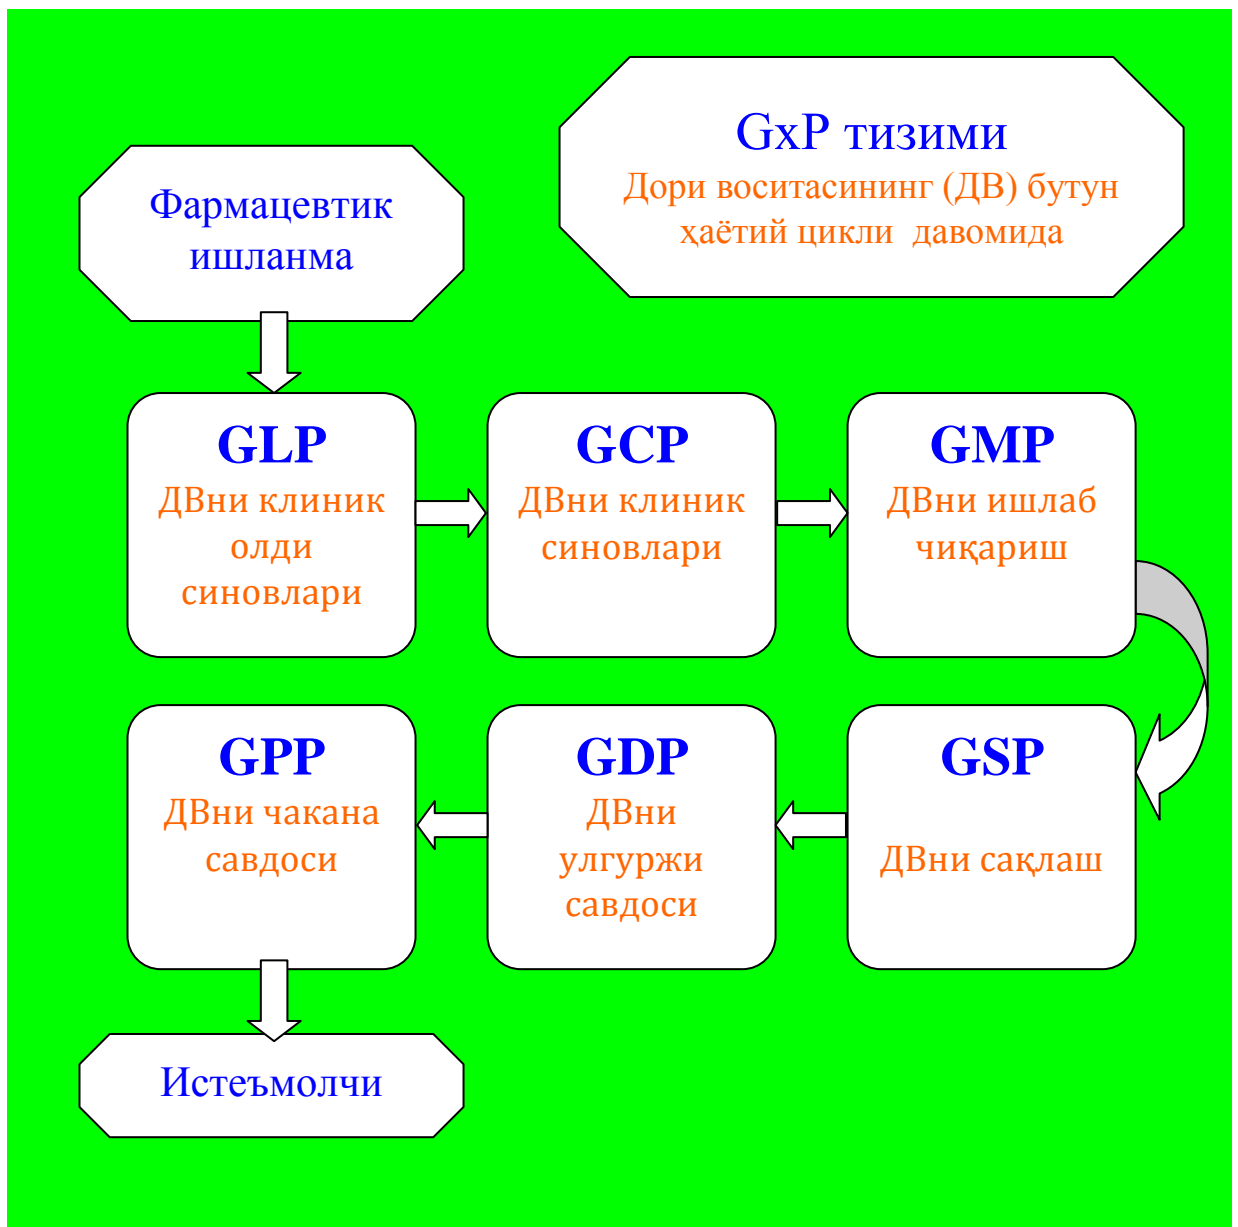 GxP тизими
Дори воситасининг (ДВ) бутун
ҳаётий цикли давомида
Фармацевтик
ишланма
GLP
ДВни клиник
олди
синовлари
GCP
ДВни клиник
синовлари
GMP
ДВни ишлаб
чиқариш
GPP
ДВни чакана
савдоси
GDP
ДВни
улгуржи
савдоси
GSP
ДВни сақлаш
Истеъмолчи